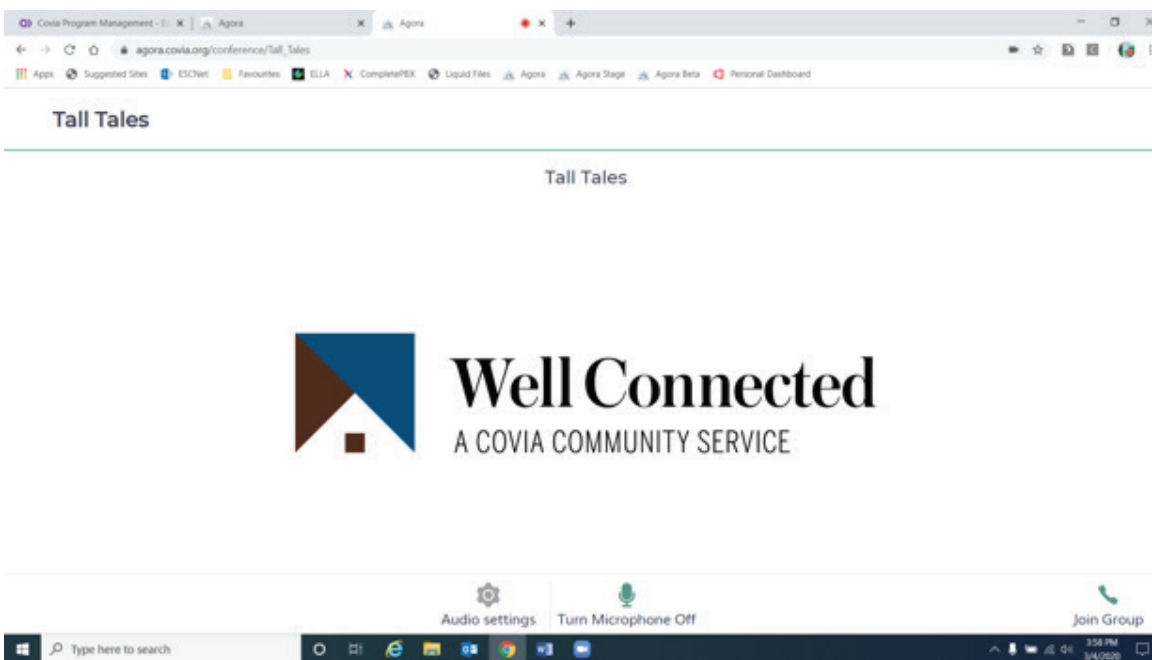 Covia Program Management - Ec
Agora
Agora
agora.covia.org/conference/Tall_Tales
Apps Suggested Sites ESCNet Favourites ELLA CompletePBX Liquid Files Agora Agora Stage Agora Beta Personal Dashboard
Tall Tales
Tall Tales
Well Connected
A COVIA COMMUNITY SERVICE
Audio settings
Turn Microphone Off
Join Group
Type here to search
3:58 PM
3/4/2020